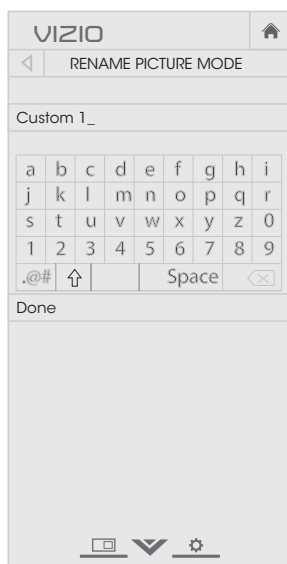 VIZIO
RENAME PICTURE MODE
Custom 1_
a b c d e f g h i
j k l m n o p q r
s t u v w x y z 0
1 2 3 4 5 6 7 8 9
.@# Space
Done